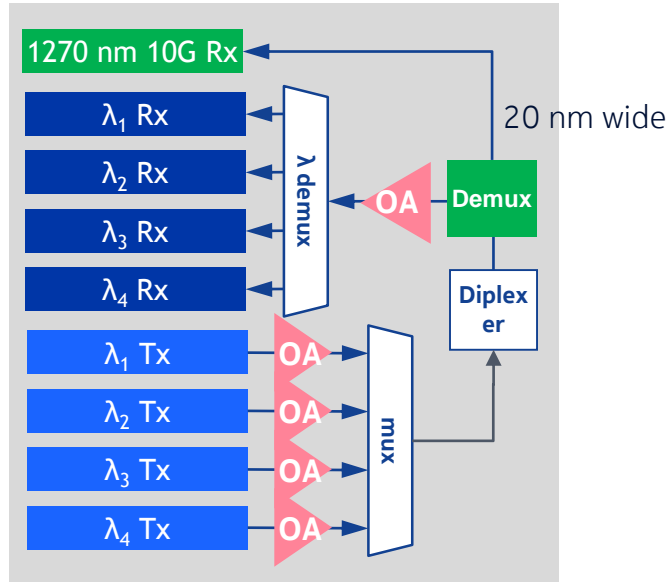 1270 nm 10G Rx
20 nm wide
λ₁ Rx
λ₂ Rx
λ₃ Rx
λ₄ Rx
λ demux
OA
Demux
Diplex
er
λ₁ Tx
OA
λ₂ Tx
OA
λ₃ Tx
OA
λ₄ Tx
OA
mux